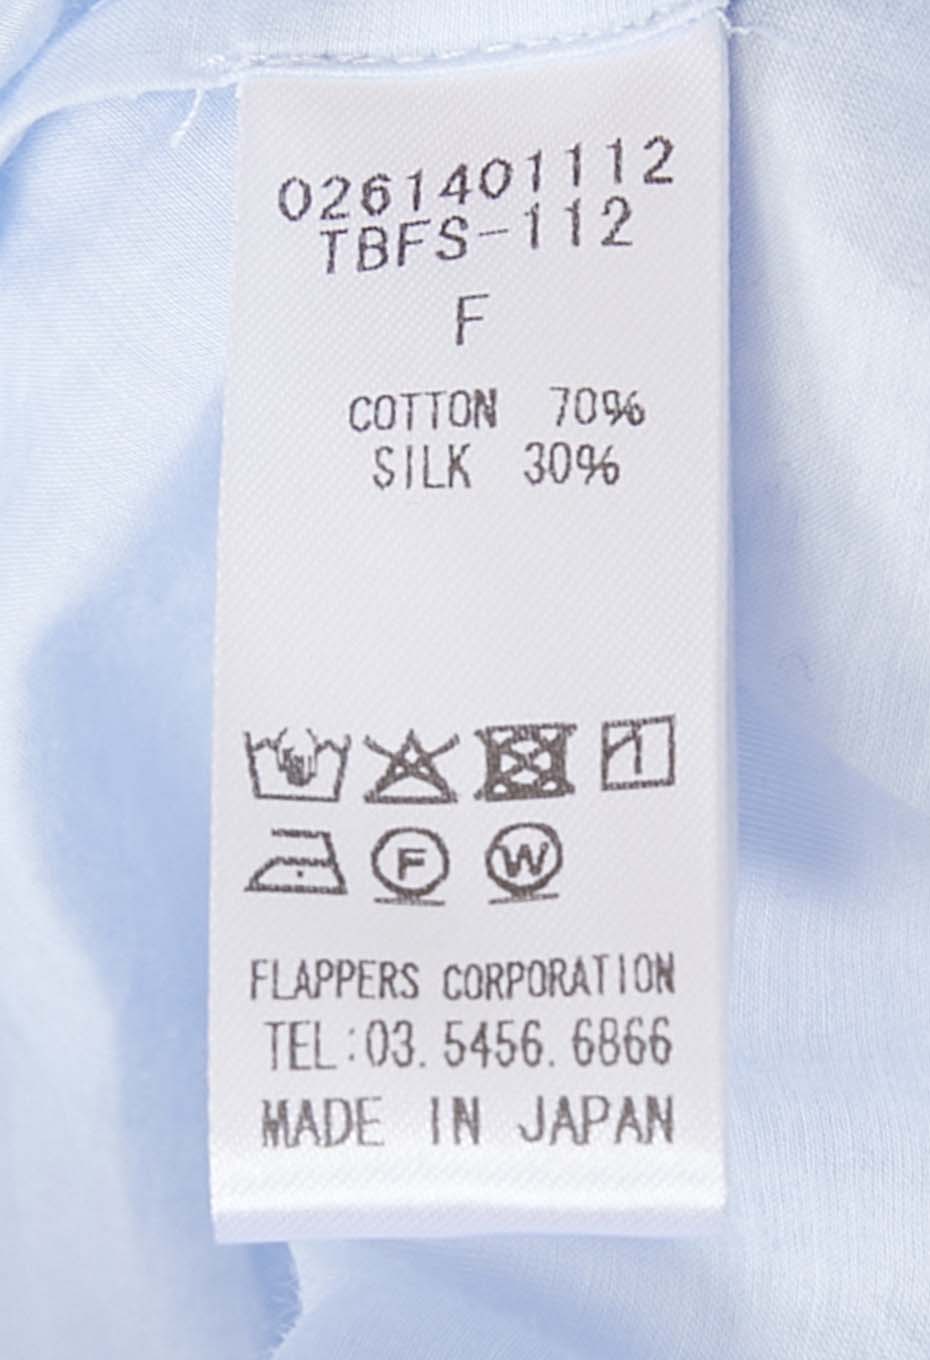 0261401112
TBFS-112
F
COTTON 70%
SILK 30%
F W
FLAPPERS CORPORATION
TEL:03.5456.6866
MADE IN JAPAN